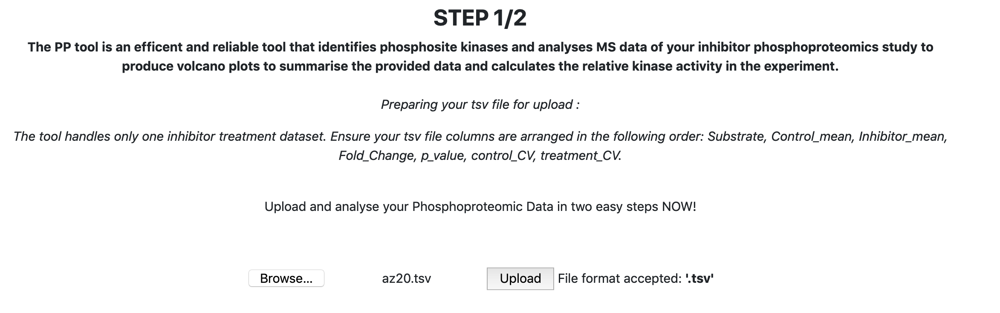 STEP 1/2
The PP tool is an efficent and reliable tool that identifies phosphosite kinases and analyses MS data of your inhibitor phosphoproteomics study to
produce volcano plots to summarise the provided data and calculates the relative kinase activity in the experiment.
Preparing your tsv file for upload :
The tool handles only one inhibitor treatment dataset. Ensure your tsv file columns are arranged in the following order: Substrate, Control_mean, Inhibitor_mean,
Fold_Change, p_value, control_CV, treatment_CV.
Upload and analyse your Phosphoproteomic Data in two easy steps NOW!
Browse... az20.tsv Upload File format accepted: '.tsv'